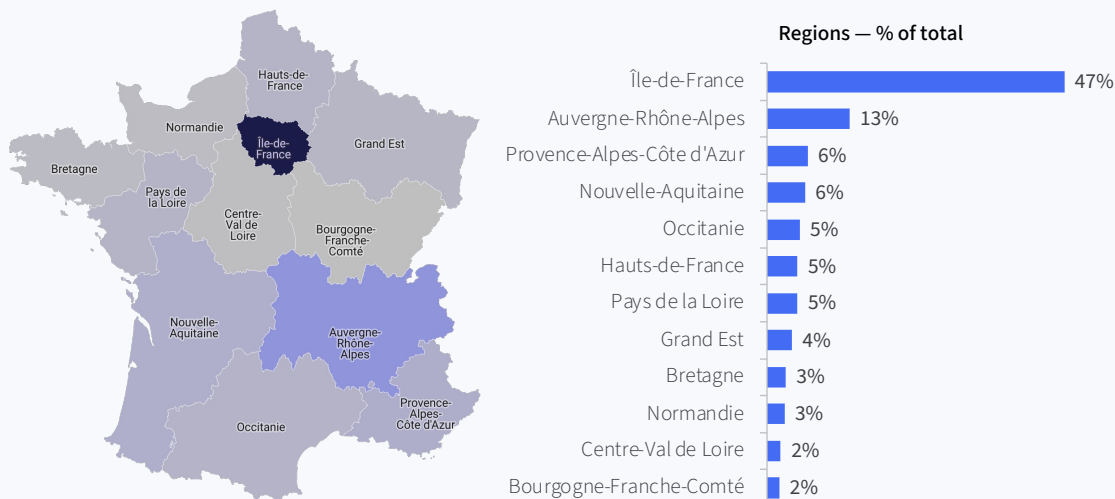 Hauts-de-
France
Normandie
Île-de-
France
Grand Est
Bretagne
Pays de
la Loire
Centre-
Val de
Loire
Bourgogne-
Franche-
Comté
Nouvelle-
Aquitaine
Auvergne-
Rhône-
Alpes
Provence-
Alpes-
Côte d'Azur
Occitanie
Regions — % of total
Île-de-France 47%
Auvergne-Rhône-Alpes 13%
Provence-Alpes-Côte d'Azur 6%
Nouvelle-Aquitaine 6%
Occitanie 5%
Hauts-de-France 5%
Pays de la Loire 5%
Grand Est 4%
Bretagne 3%
Normandie 3%
Centre-Val de Loire 2%
Bourgogne-Franche-Comté 2%